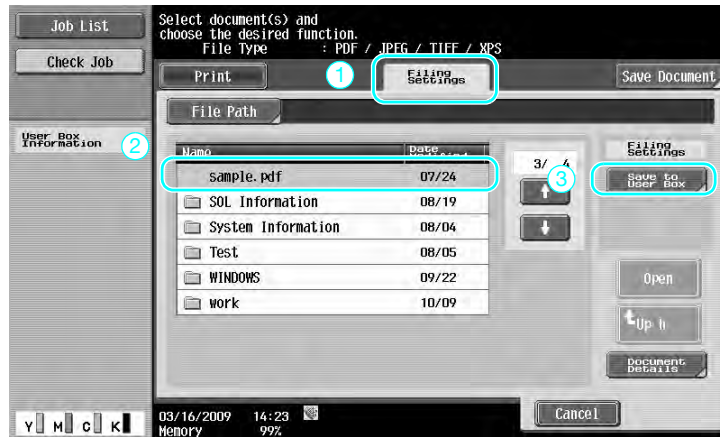 Job List
Check Job
Select document(s) and
choose the desired function.
File Type : PDF / JPEG / TIFF / XPS
Print
1
Filing
Settings
Save Document
File Path
User Box
Information
2
Name
Date
3/ 4
3
Filing
Settings
Save to
User Box
sample.pdf 07/24
SOL Information 08/19
System Information 08/04
Test 08/05
WINDOWS 09/22
work 10/09
Open
Up
Document
Details
Y M C K
03/16/2009 14:23
Memory 99%
Cancel